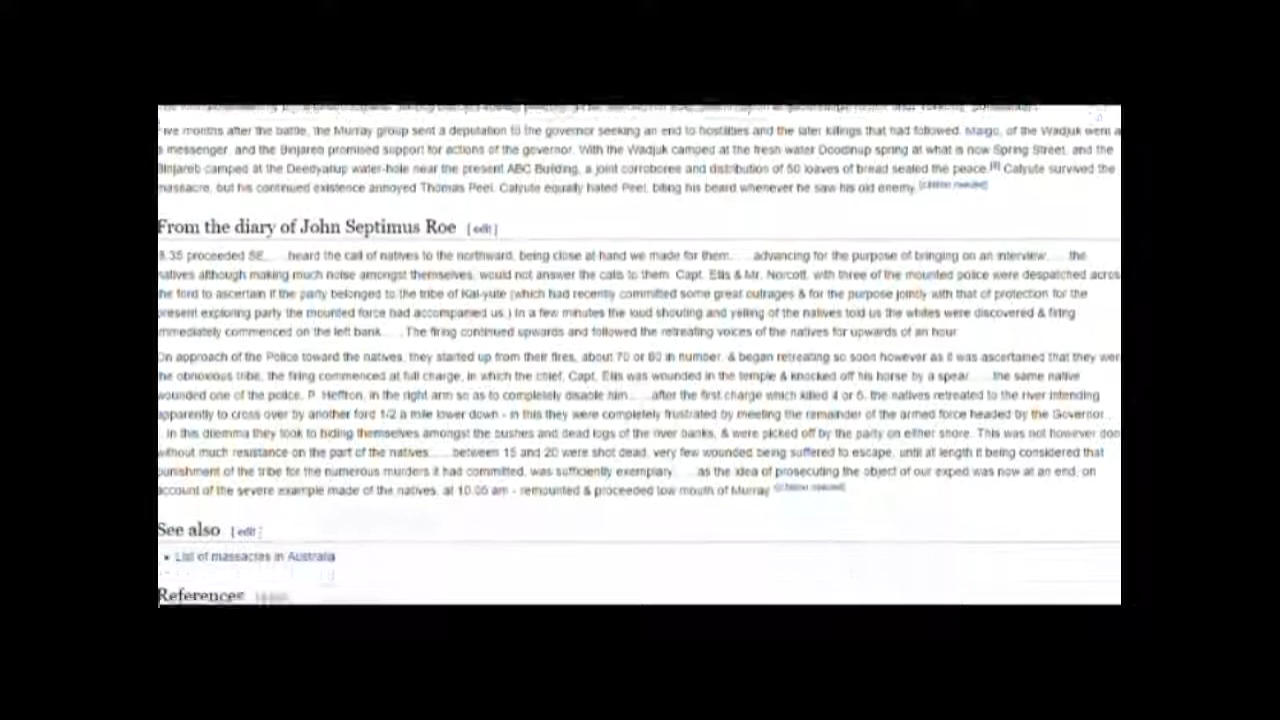 ive months after the battle, the Murray group sent a deputation to the governor seeking an end to hostilities and the later killings that had followed. Maigo, of the Wadjuk went a
s messenger, and the Binjareb promised support for actions of the governor. With the Wadjuk camped at the fresh water Doodinup spring at what is now Spring Street, and the
Binjareb camped at the Deedyallup water-hole near the present ABC Building, a joint corroboree and distribution of 50 loaves of bread sealed the peace. Calyute survived the
massacre, but his continued existence annoyed Thomas Peel. Calyute equally hated Peel, biting his beard whenever he saw his old enemy. [citation needed]
From the diary of John Septimus Roe [edit]
8.35 proceeded SE... heard the call of natives to the northward, being close at hand we made for them.... advancing for the purpose of bringing on an interview.... the
natives although making much noise amongst themselves, would not answer the calls to them. Capt. Ellis & Mr. Norcott, with three of the mounted police were despatched acros
the ford to ascertain if the party belonged to the tribe of Kal-yute (which had recently committed some great outrages & for the purpose jointly with that of protection for the
present exploring party the mounted force had accompanied us.) In a few minutes the loud shouting and yelling of the natives told us the whites were discovered & firing
immediately commenced on the left bank.... The firing continued upwards and followed the retreating voices of the natives for upwards of an hour
On approach of the Police toward the natives, they started up from their fires, about 70 or 80 in number, & began retreating so soon however as it was ascertained that they wer
the obnoxious tribe, the firing commenced at full charge, in which the chief, Capt. Ellis was wounded in the temple & knocked off his horse by a spear.... the same native
wounded one of the police, P. Heffron, in the right arm so as to completely disable him.... after the first charge which killed 4 or 5, the natives retreated to the river intending
apparently to cross over by another ford 1/2 a mile lower down - in this they were completely frustrated by meeting the remainder of the armed force headed by the Governor..
. In this dilemma they took to hiding themselves amongst the bushes and dead logs of the river banks, & were picked off by the party on either shore. This was not however don
without much resistance on the part of the natives.... between 15 and 20 were shot dead, very few wounded being suffered to escape, until at length it being considered that
punishment of the tribe for the numerous murders it had committed, was sufficiently exemplary.... as the idea of prosecuting the object of our exped was now at an end, on
account of the severe example made of the natives, at 10.05 am - remounted & proceeded tow mouth of Murray [citation needed]
See also [edit]
• List of massacres in Australia
References